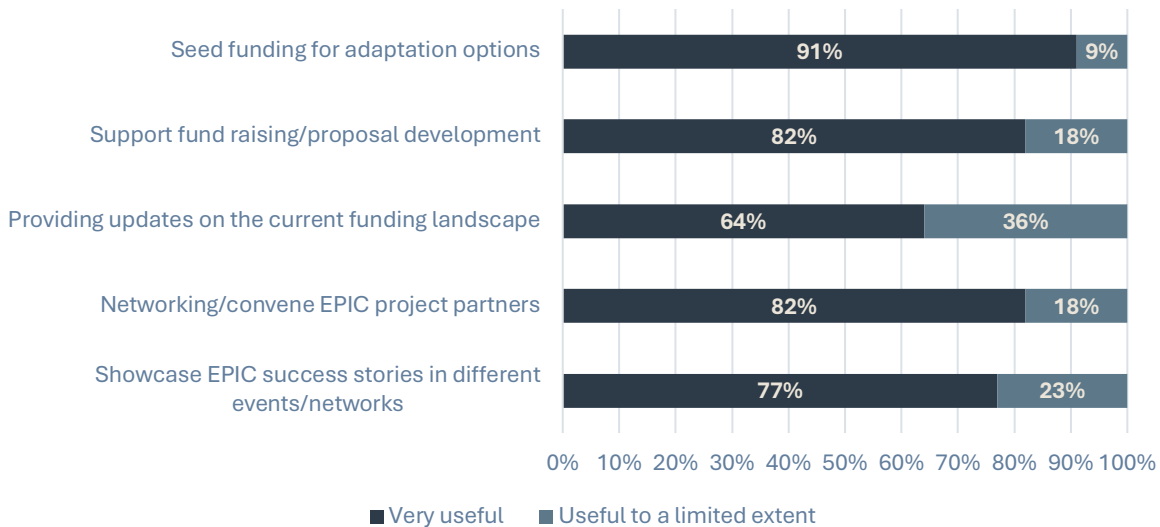 Seed funding for adaptation options
91%
9%
Support fund raising/proposal development
82%
18%
Providing updates on the current funding landscape
64%
36%
Networking/convene EPIC project partners
82%
18%
Showcase EPIC success stories in different
events/networks
77%
23%
0% 10% 20% 30% 40% 50% 60% 70% 80% 90% 100%
Very useful Useful to a limited extent